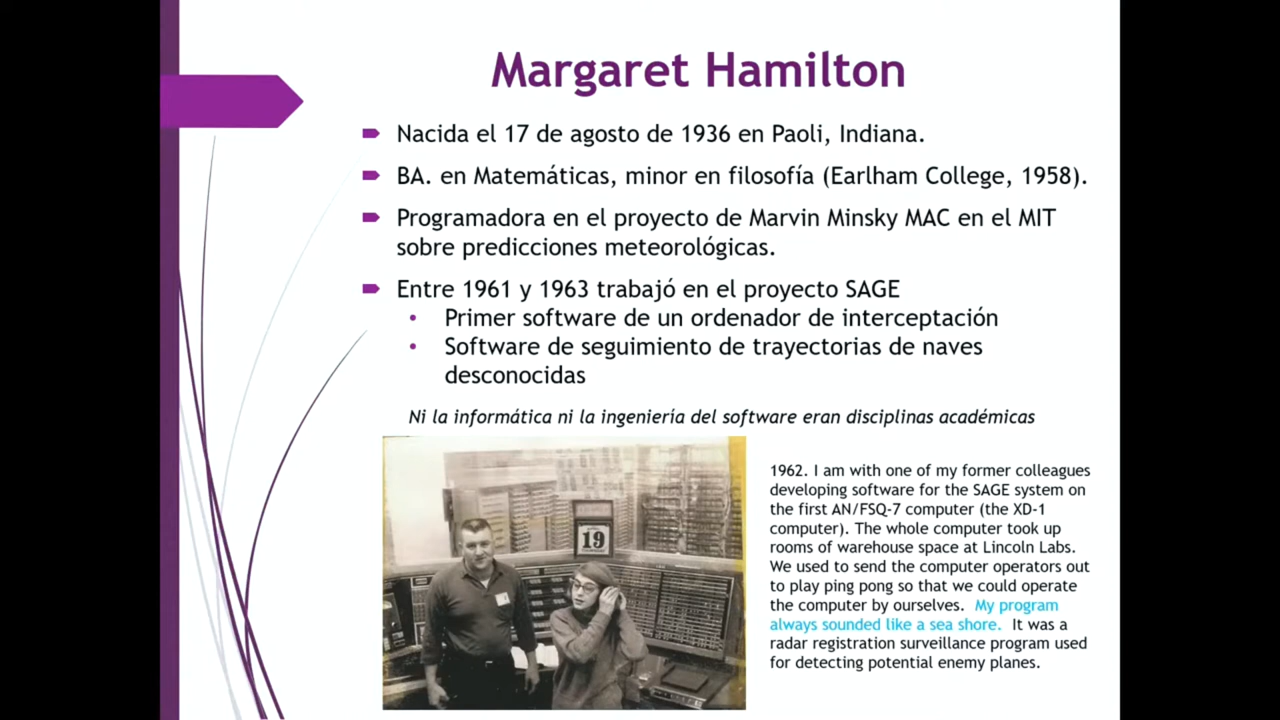 Margaret Hamilton
Nacida el 17 de agosto de 1936 en Paoli, Indiana.
BA. en Matemáticas, minor en filosofía (Earlham College, 1958).
Programadora en el proyecto de Marvin Minsky MAC en el MIT
sobre predicciones meteorológicas.
Entre 1961 y 1963 trabajó en el proyecto SAGE
Primer software de un ordenador de interceptación
Software de seguimiento de trayectorias de naves
desconocidas
Ni la informática ni la ingeniería del software eran disciplinas académicas
19
1962. I am with one of my former colleagues
developing software for the SAGE system on
the first AN/FSQ-7 computer (the XD-1
computer). The whole computer took up
rooms of warehouse space at Lincoln Labs.
We used to send the computer operators out
to play ping pong so that we could operate
the computer by ourselves. My program
always sounded like a sea shore. It was a
radar registration surveillance program used
for detecting potential enemy planes.